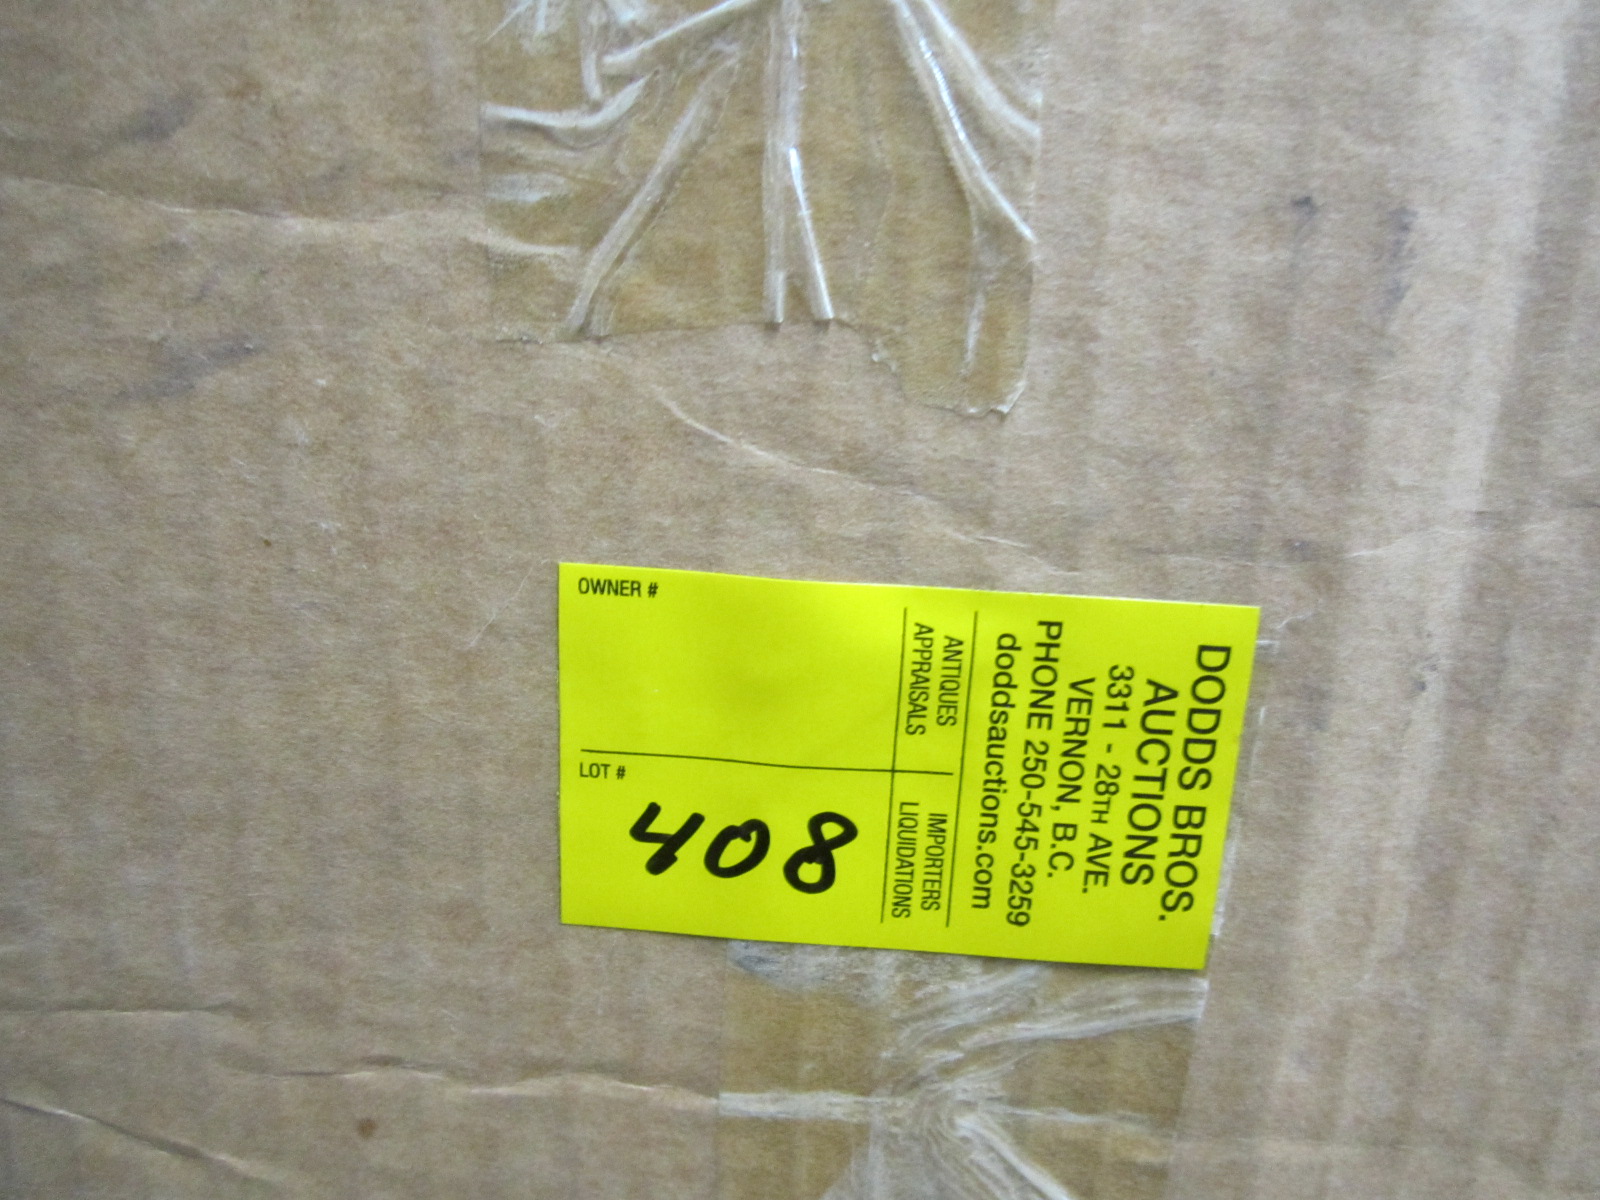 DODDS BROS.
AUCTIONS
3311 - 28TH AVE.
VERNON, B.C.
PHONE 250-545-3259
doddsauctions.com
ANTIQUES
APPRAISALS
IMPORTERS
LIQUIDATIONS
OWNER #
LOT #
408